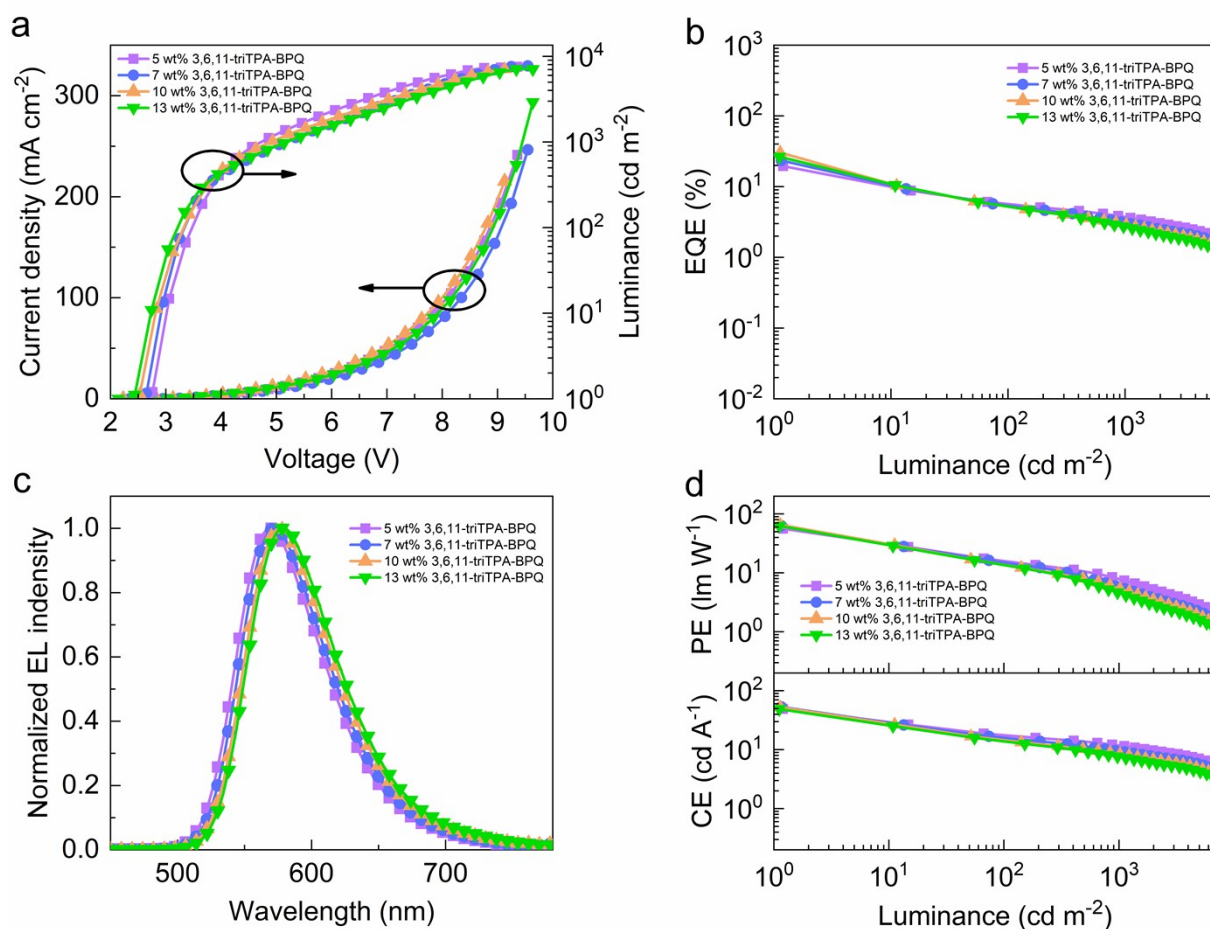 a
5 wt% 3,6,11-triTPA-BPQ
7 wt% 3,6,11-triTPA-BPQ
10 wt% 3,6,11-triTPA-BPQ
13 wt% 3,6,11-triTPA-BPQ
300
200
100
0
Current density (mA cm⁻²)
10⁴
10³
10²
10¹
10⁰
Luminance (cd m⁻²)
2 3 4 5 6 7 8 9 10
Voltage (V)
b
5 wt% 3,6,11-triTPA-BPQ
7 wt% 3,6,11-triTPA-BPQ
10 wt% 3,6,11-triTPA-BPQ
13 wt% 3,6,11-triTPA-BPQ
10³
10²
10¹
10⁰
10⁻¹
10⁻²
EQE (%)
10⁰ 10¹ 10² 10³
Luminance (cd m⁻²)
c
5 wt% 3,6,11-triTPA-BPQ
7 wt% 3,6,11-triTPA-BPQ
10 wt% 3,6,11-triTPA-BPQ
13 wt% 3,6,11-triTPA-BPQ
1.0
0.8
0.6
0.4
0.2
0.0
Normalized EL indensity
500 600 700
Wavelength (nm)
d
10²
10¹
10⁰
PE (lm W⁻¹)
5 wt% 3,6,11-triTPA-BPQ
7 wt% 3,6,11-triTPA-BPQ
10 wt% 3,6,11-triTPA-BPQ
13 wt% 3,6,11-triTPA-BPQ
10²
10¹
10⁰
CE (cd A⁻¹)
10⁰ 10¹ 10² 10³
Luminance (cd m⁻²)